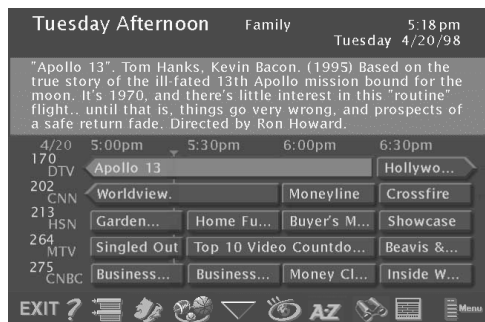 Tuesday Afternoon Family 5:18pm
Tuesday 4/20/98
"Apollo 13". Tom Hanks, Kevin Bacon. (1995) Based on the
true story of the ill-fated 13th Apollo mission bound for the
moon. It's 1970, and there's little interest in this "routine"
flight.. until that is, things go very wrong, and prospects of
a safe return fade. Directed by Ron Howard.
4/20 5:00pm 5:30pm 6:00pm 6:30pm
170 DTV Apollo 13 Hollywo...
202 CNN Worldview. Moneyline Crossfire
213 HSN Garden... Home Fu... Buyer's M... Showcase
264 MTV Singled Out Top 10 Video Countdo... Beavis &...
275 CNBC Business... Business... Money Cl... Inside W...
EXIT ? A-Z Menu